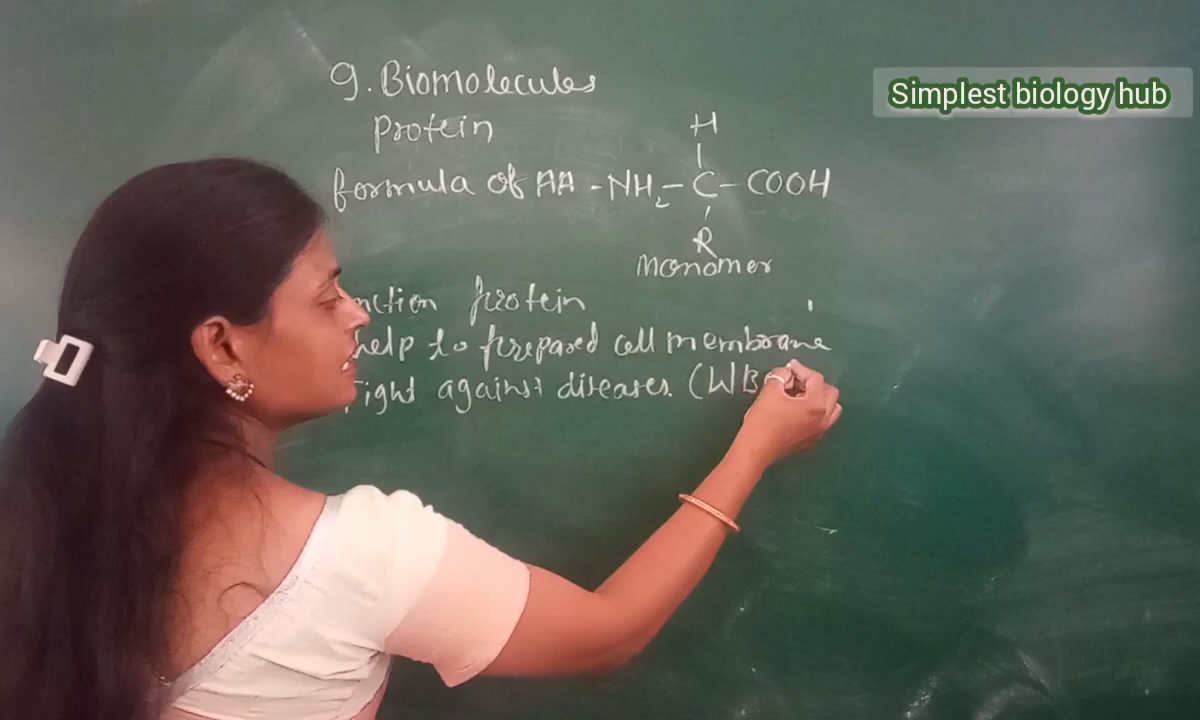 9. Biomolecules
Simplest biology hub
Protein
H
formula of AA - NH₂ - C - COOH
R
Monomer
nction protein
help to prepared cell membrane
Fight against diseases. (WB